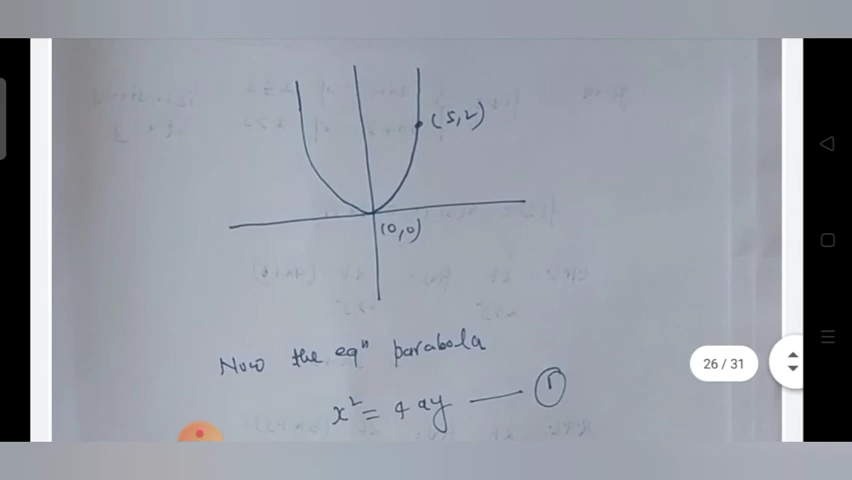 (5,2)
(0,0)
Now the eqⁿ parabola
26 / 31
x² = 4ay —— ①